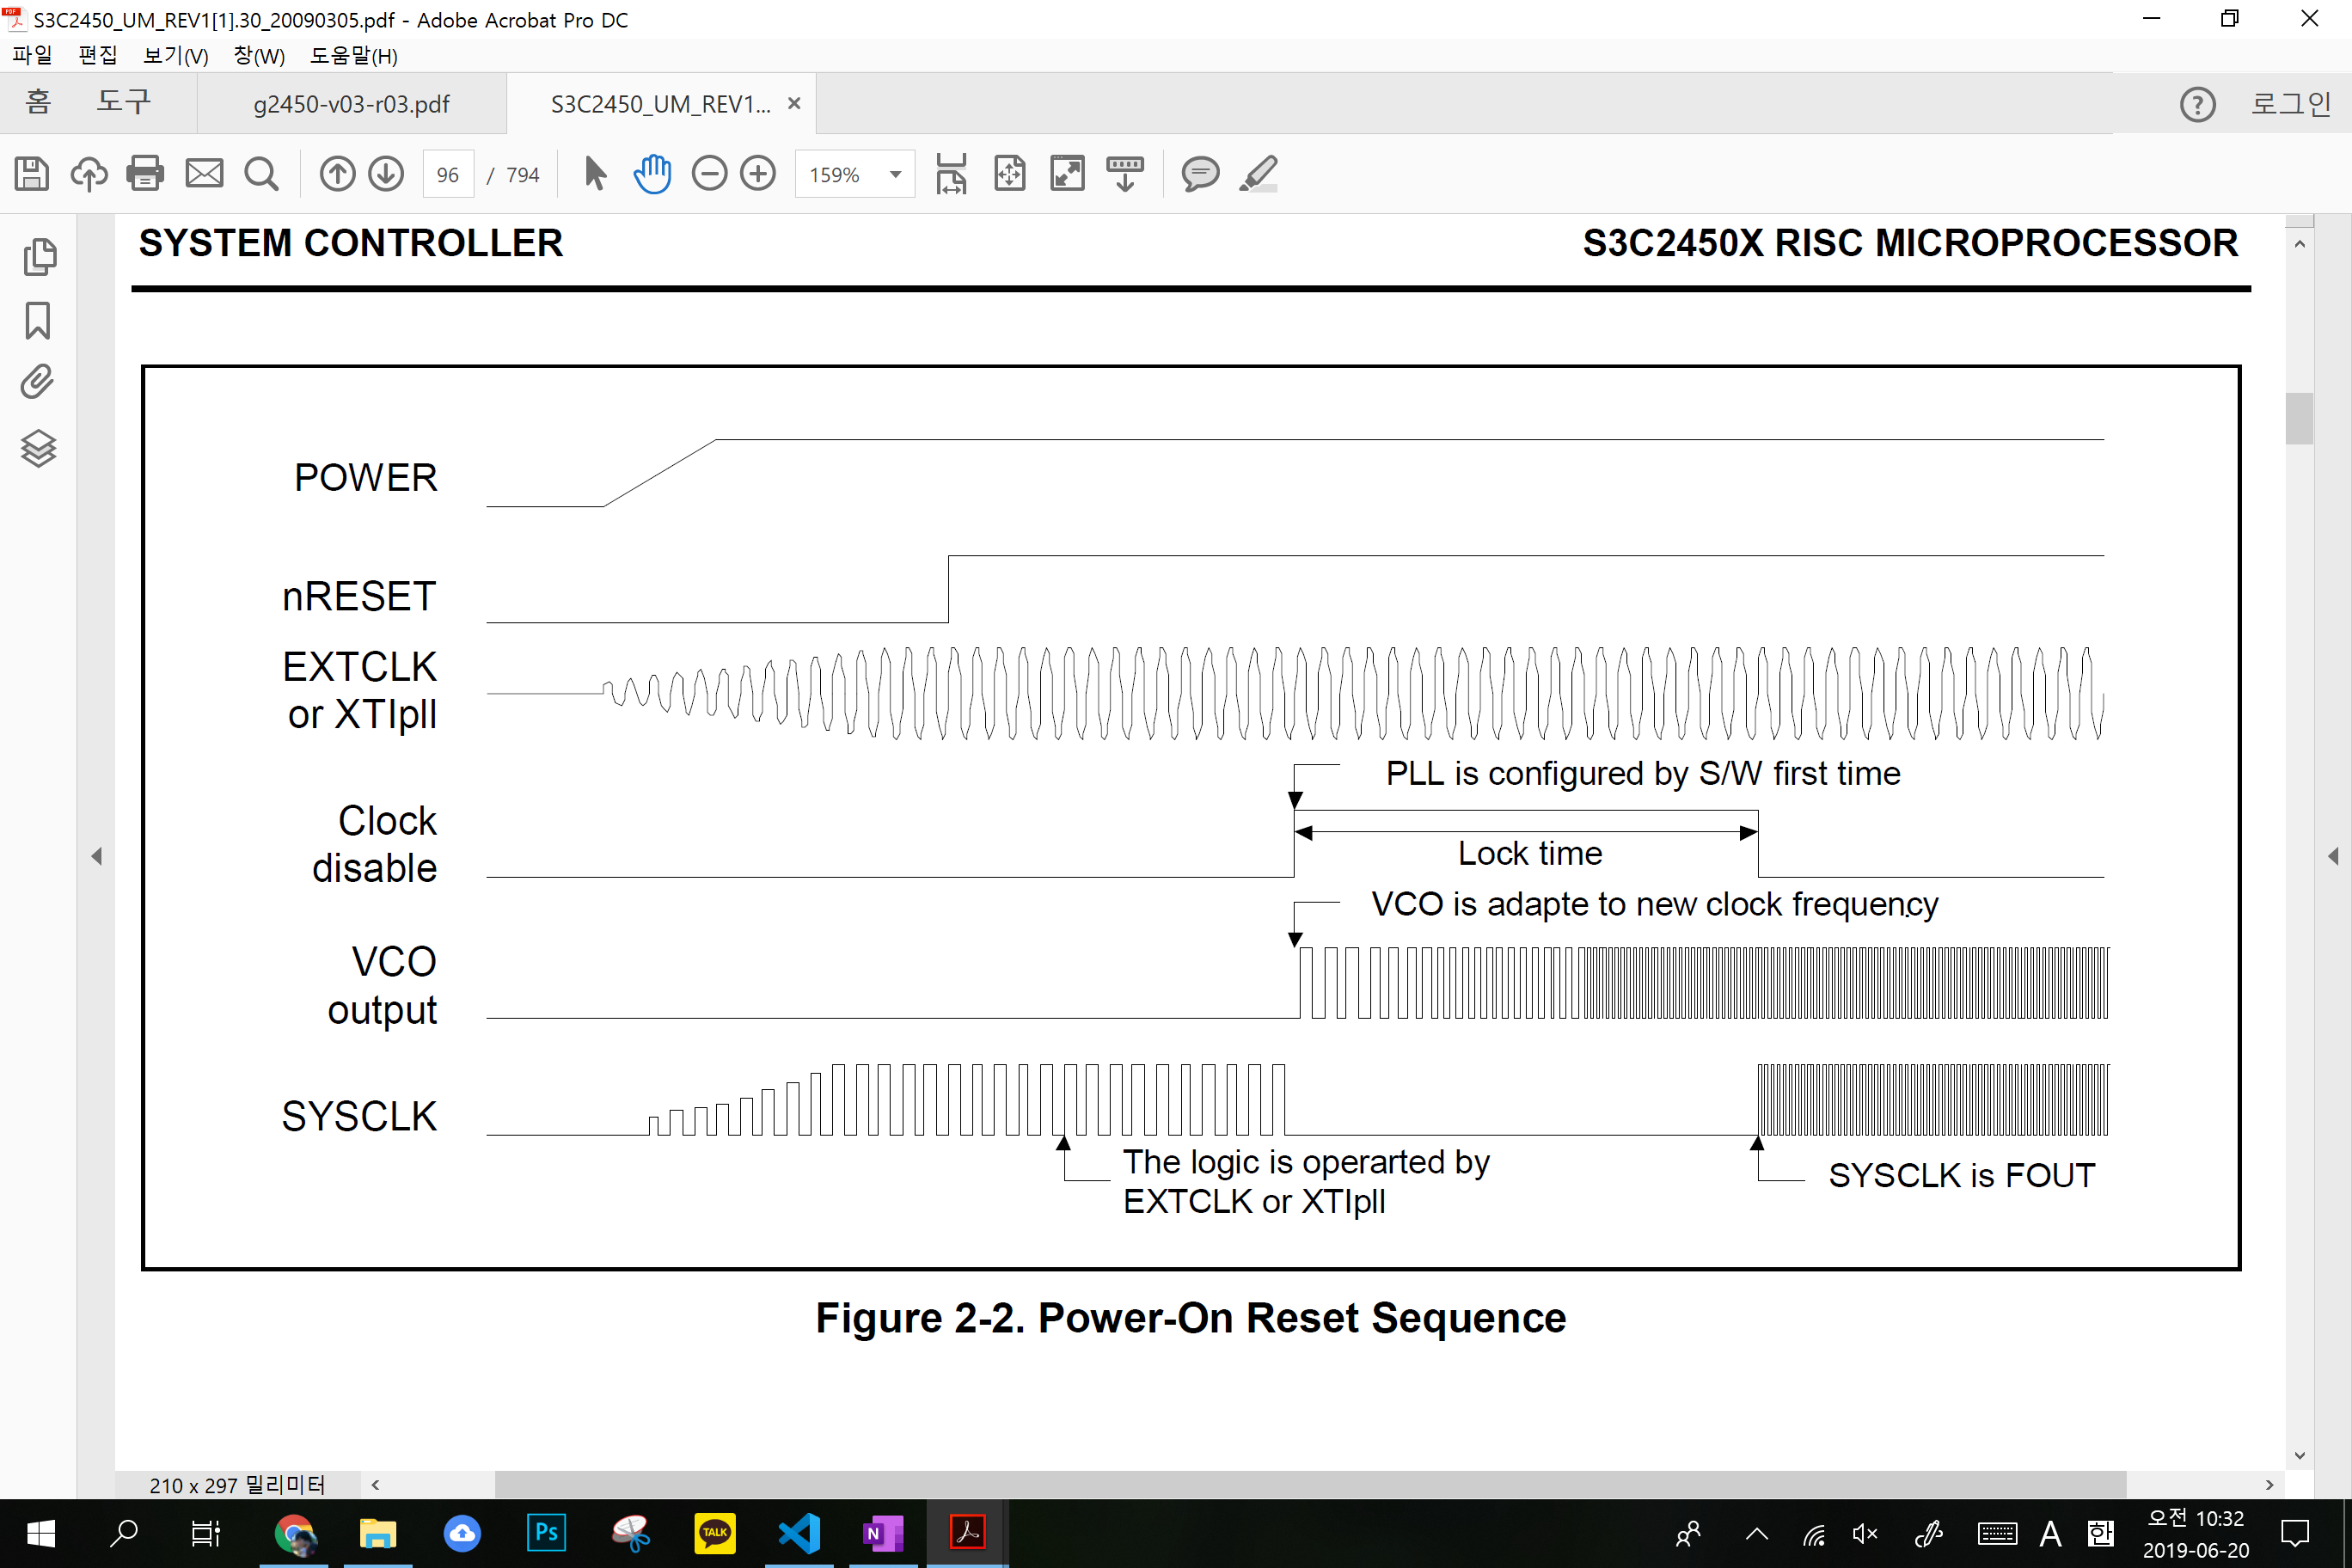 S3C2450_UM_REV1[1].30_20090305.pdf - Adobe Acrobat Pro DC
파일 편집 보기(V) 창(W) 도움말(H)
홈 도구 g2450-v03-r03.pdf S3C2450_UM_REV1... 로그인
96 / 794 159%
SYSTEM CONTROLLER S3C2450X RISC MICROPROCESSOR
POWER
nRESET
EXTCLK
or XTIpll
PLL is configured by S/W first time
Clock
disable
Lock time
VCO is adapte to new clock frequency
VCO
output
SYSCLK
The logic is operarted by
EXTCLK or XTIpll
SYSCLK is FOUT
Figure 2-2. Power-On Reset Sequence
210 x 297 밀리미터
Ps
TALK
N
A
한
오전 10:32
2019-06-20